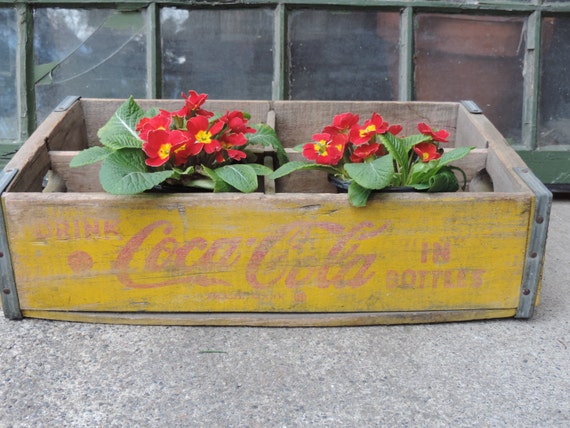 DRINK
Coca-Cola
"IN
BOTTLES"